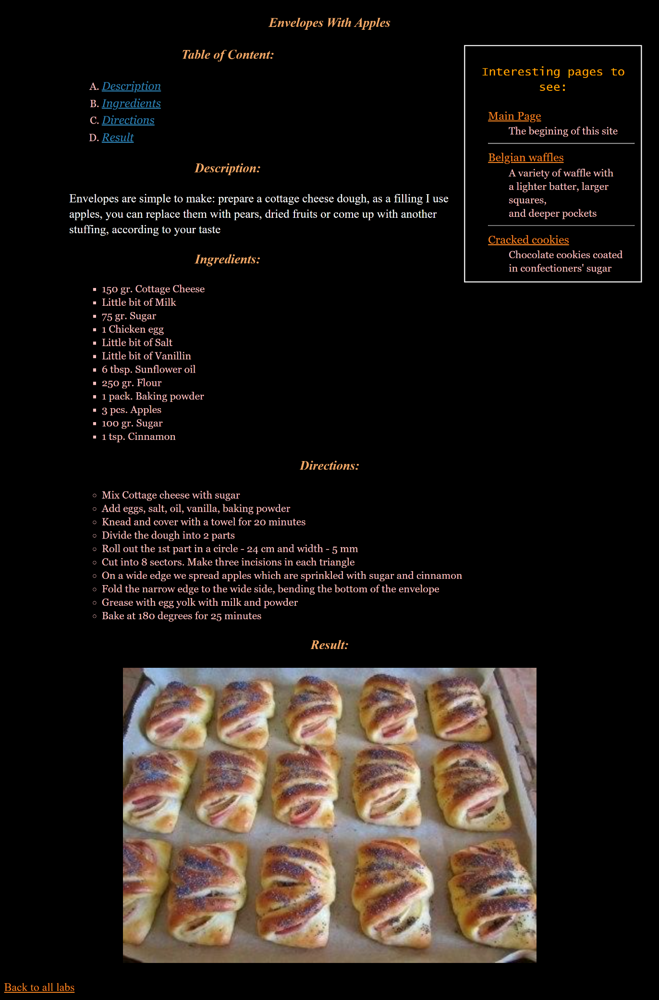 Envelopes With Apples
Table of Content:
A. Description
B. Ingredients
C. Directions
D. Result
Interesting pages to
see:
Main Page
The begining of this site
Belgian waffles
A variety of waffle with
a lighter batter, larger
squares,
and deeper pockets
Cracked cookies
Chocolate cookies coated
in confectioners' sugar
Description:
Envelopes are simple to make: prepare a cottage cheese dough, as a filling I use
apples, you can replace them with pears, dried fruits or come up with another
stuffing, according to your taste
Ingredients:
▪ 150 gr. Cottage Cheese
▪ Little bit of Milk
▪ 75 gr. Sugar
▪ 1 Chicken egg
▪ Little bit of Salt
▪ Little bit of Vanillin
▪ 6 tbsp. Sunflower oil
▪ 250 gr. Flour
▪ 1 pack. Baking powder
▪ 3 pcs. Apples
▪ 100 gr. Sugar
▪ 1 tsp. Cinnamon
Directions:
◦ Mix Cottage cheese with sugar
◦ Add eggs, salt, oil, vanilla, baking powder
◦ Knead and cover with a towel for 20 minutes
◦ Divide the dough into 2 parts
◦ Roll out the 1st part in a circle - 24 cm and width - 5 mm
◦ Cut into 8 sectors. Make three incisions in each triangle
◦ On a wide edge we spread apples which are sprinkled with sugar and cinnamon
◦ Fold the narrow edge to the wide side, bending the bottom of the envelope
◦ Grease with egg yolk with milk and powder
◦ Bake at 180 degrees for 25 minutes
Result:
Back to all labs